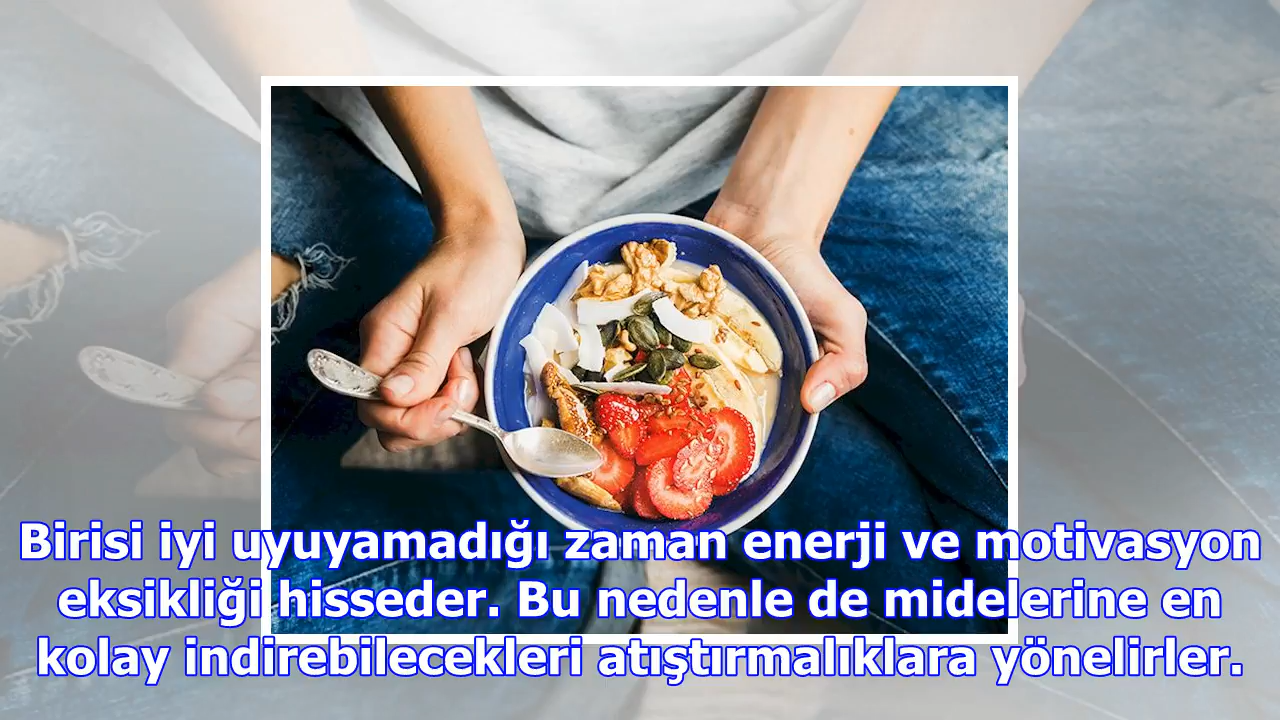 Birisi iyi uyuyamadığı zaman enerji ve motivasyon
eksikliği hisseder. Bu nedenle de midelerine en
kolay indirebilecekleri atıştırmalıklara yönelirler.